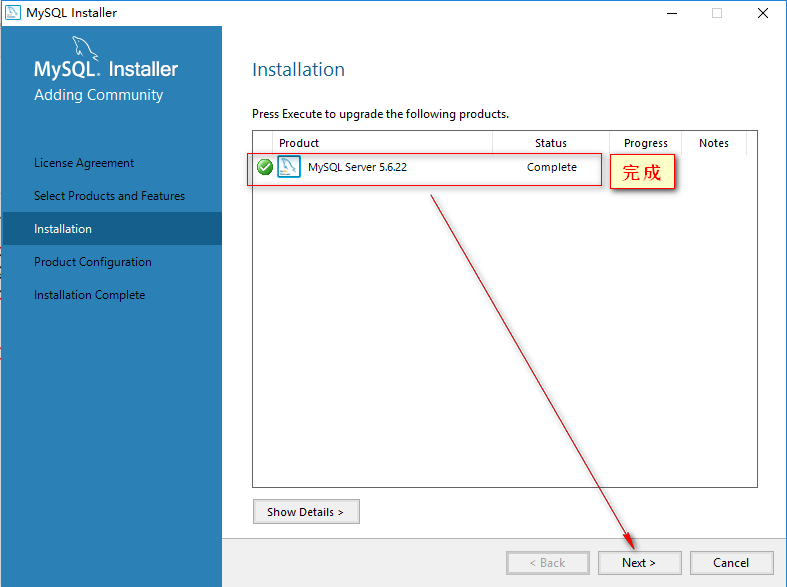 MySQL Installer
MySQL. Installer
Adding Community
License Agreement
Select Products and Features
Installation
Product Configuration
Installation Complete
Installation
Press Execute to upgrade the following products.
Product Status Progress Notes
MySQL Server 5.6.22 Complete 完成
Show Details >
< Back Next > Cancel